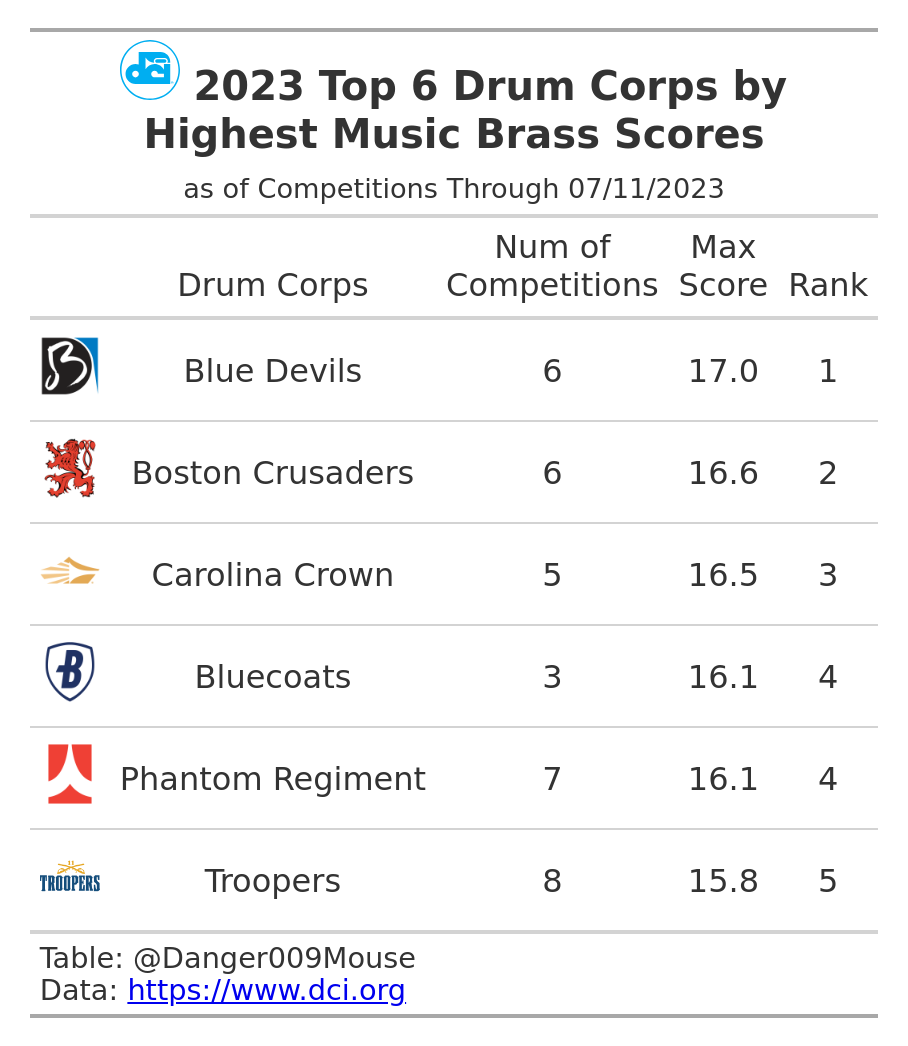 dci 2023 Top 6 Drum Corps by
Highest Music Brass Scores
as of Competitions Through 07/11/2023
Drum Corps Num of Competitions Max Score Rank
B Blue Devils 6 17.0 1
Boston Crusaders 6 16.6 2
Carolina Crown 5 16.5 3
B Bluecoats 3 16.1 4
Phantom Regiment 7 16.1 4
TROOPERS Troopers 8 15.8 5
Table: @Danger009Mouse
Data: https://www.dci.org